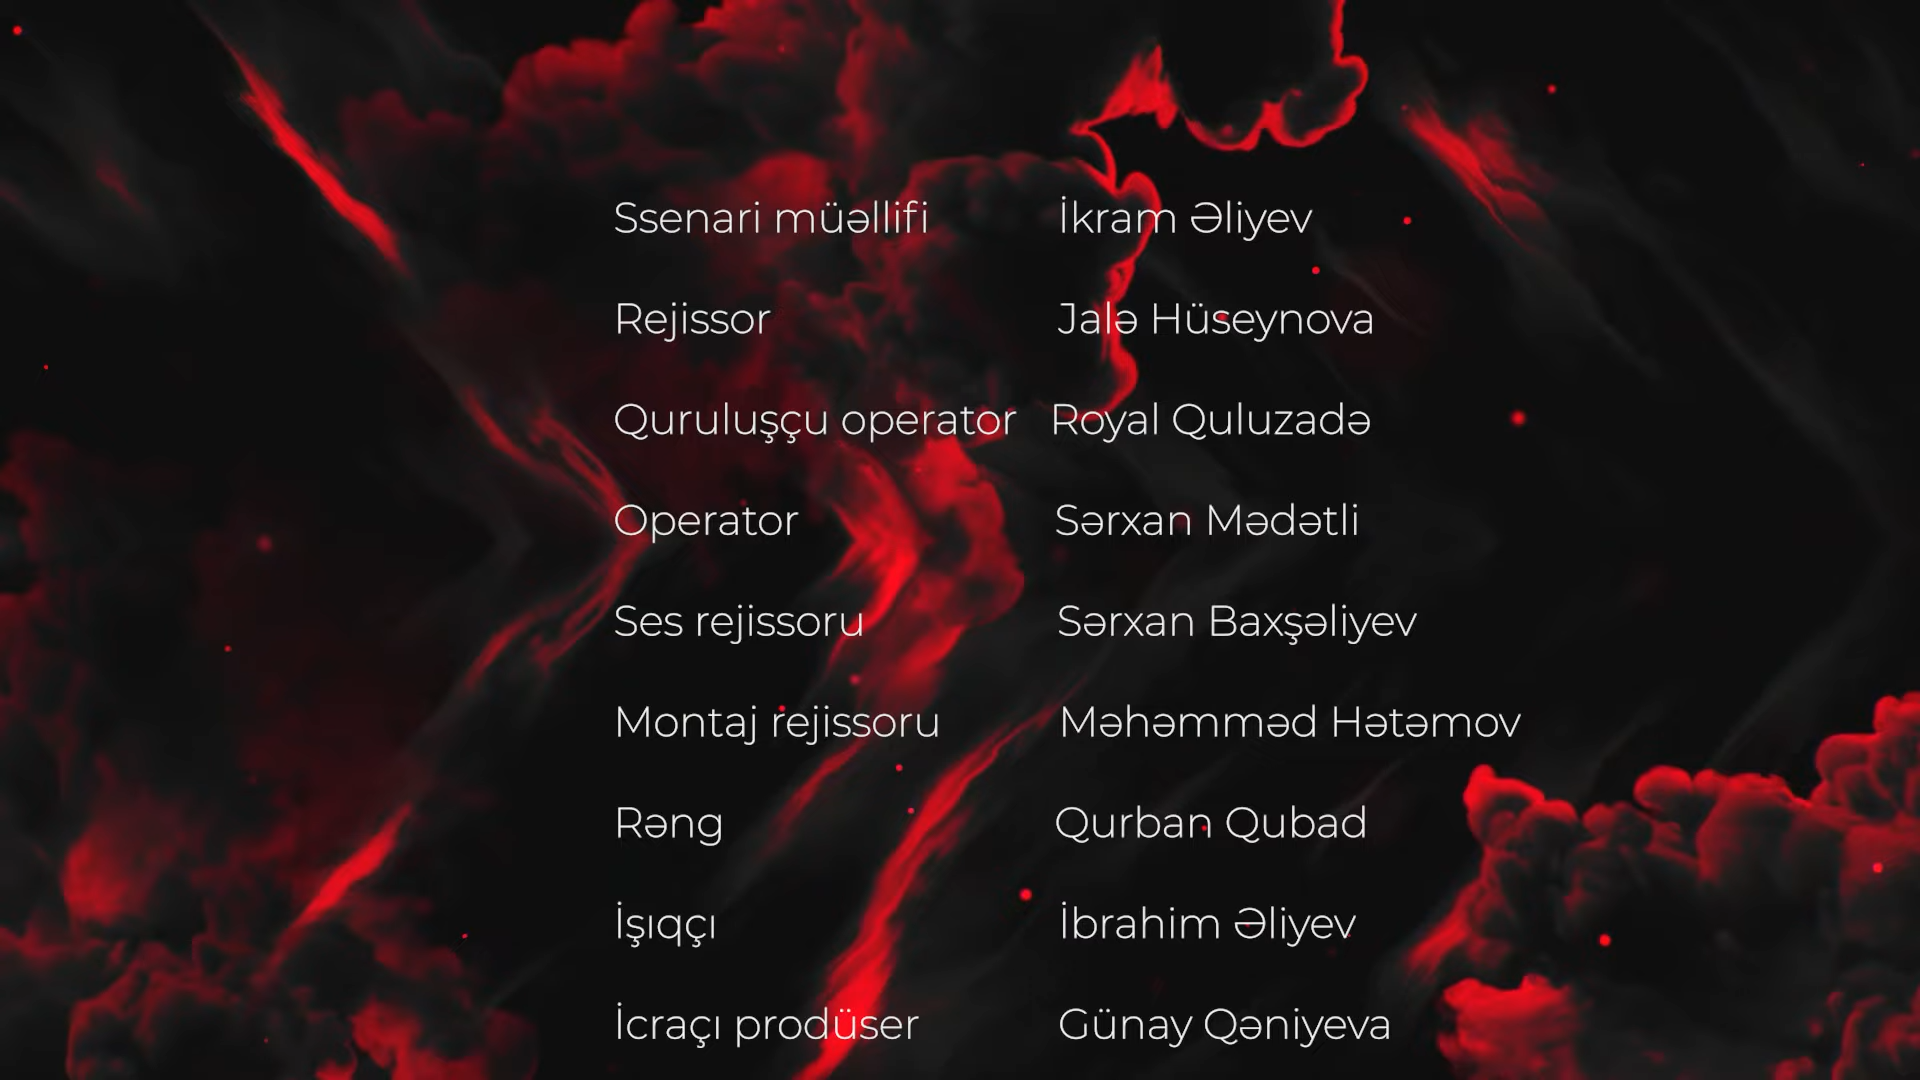 Ssenari müəllifi İkram Əliyev
Rejissor Jalə Hüseynova
Quruluşçu operator Royal Quluzadə
Operator Sərxan Mədətli
Ses rejissoru Sərxan Baxşəliyev
Montaj rejissoru Məhəmməd Hətəmov
Rəng Qurban Qubad
İşıqçı İbrahim Əliyev
İcraçı prodüser Günay Qəniyeva